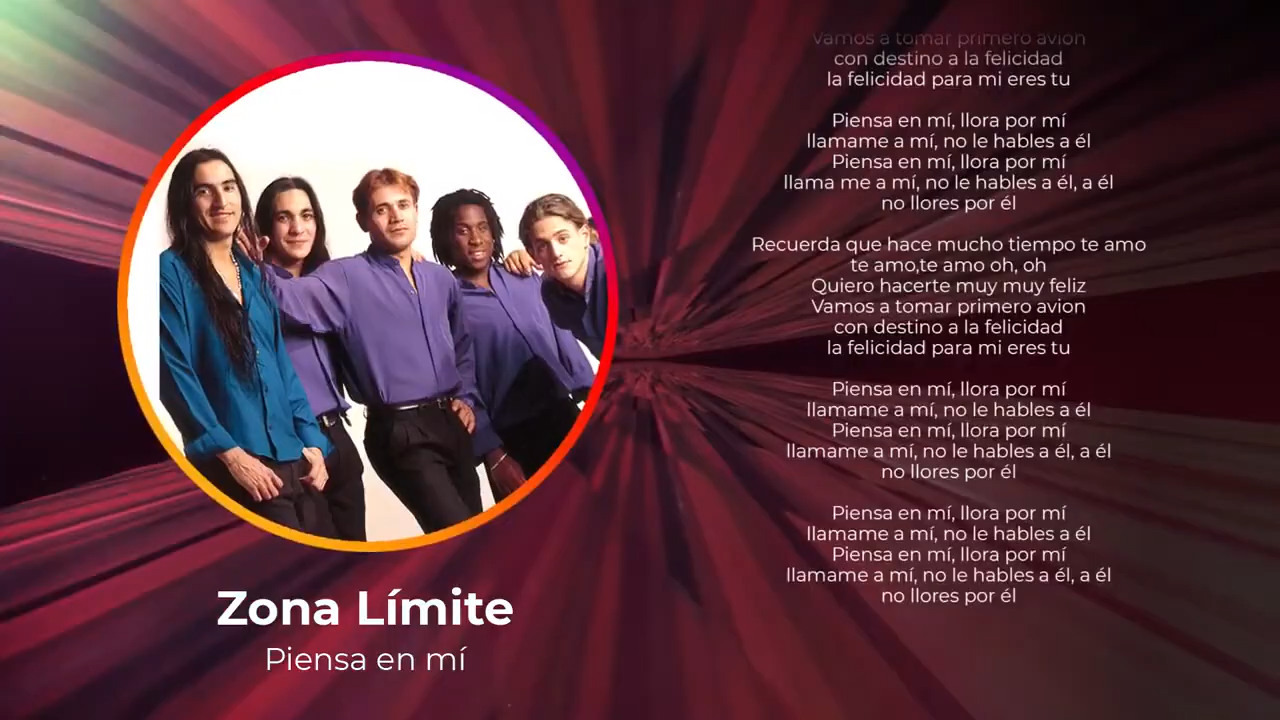 Vamos a tomar primero avion
con destino a la felicidad
la felicidad para mi eres tu
Piensa en mí, llora por mí
llamame a mí, no le hables a él
Piensa en mí, llora por mí
llama me a mí, no le hables a él, a él
no llores por él
Recuerda que hace mucho tiempo te amo
te amo,te amo oh, oh
Quiero hacerte muy muy feliz
Vamos a tomar primero avion
con destino a la felicidad
la felicidad para mi eres tu
Piensa en mí, llora por mí
llamame a mí, no le hables a él
Piensa en mí, llora por mí
llamame a mí, no le hables a él, a él
no llores por él
Piensa en mí, llora por mí
llamame a mí, no le hables a él
Piensa en mí, llora por mí
llamame a mí, no le hables a él, a él
no llores por él
Zona Límite
Piensa en mí